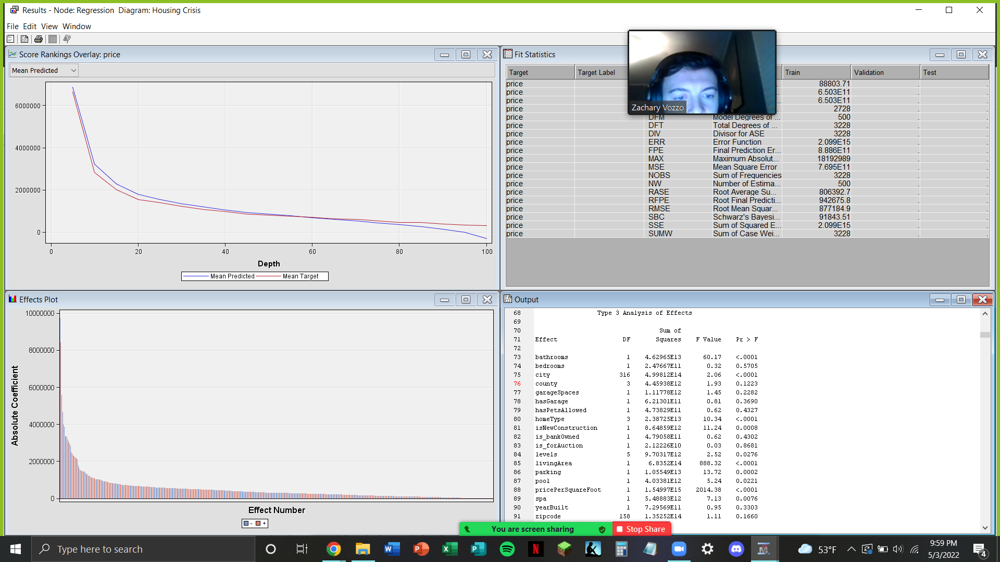 Results - Node: Regression  Diagram: Housing Crisis
File Edit View Window
Score Rankings Overlay: price
Mean Predicted
6000000
4000000
2000000
0
0 20 40 60 80 100
Depth
Mean Predicted Mean Target
Fit Statistics
Target Target Label Train Validation Test
price 88803.71 . .
price 6.503E11 . .
price 6.503E11 . .
price 2728 . .
price DFM Model Degrees of ... 500 . .
price DFT Total Degrees of ... 3228 . .
price DIV Divisor for ASE 3228 . .
price ERR Error Function 2.099E15 . .
price FPE Final Prediction Er... 8.886E11 . .
price MAX Maximum Absolut... 18192989 . .
price MSE Mean Square Error 7.695E11 . .
price NOBS Sum of Frequencies 3228 . .
price NW Number of Estima... 500 . .
price RASE Root Average Su... 806392.7 . .
price RFPE Root Final Predicti... 942675.8 . .
price RMSE Root Mean Squar... 877184.9 . .
price SBC Schwarz's Bayesi... 91843.51 . .
price SSE Sum of Squared E... 2.099E15 . .
price SUMW Sum of Case Wei... 3228 . .
Zachary Vozzo
Effects Plot
Absolute Coefficient
10000000
8000000
6000000
4000000
2000000
0
Effect Number
- +
Output
68 Type 3 Analysis of Effects
69
70 Sum of
71 Effect DF Squares F Value Pr > F
72
73 bathrooms 1 4.62965E13 60.17 <.0001
74 bedrooms 1 2.47667E11 0.32 0.5705
75 city 316 4.99812E14 2.06 <.0001
76 county 3 4.45938E12 1.93 0.1223
77 garageSpaces 1 1.11778E12 1.45 0.2282
78 hasGarage 1 6.21301E11 0.81 0.3690
79 hasPetsAllowed 1 4.73829E11 0.62 0.4327
80 homeType 3 2.38725E13 10.34 <.0001
81 isNewConstruction 1 8.64859E12 11.24 0.0008
82 is_bankOwned 1 4.79058E11 0.62 0.4302
83 is_forAuction 1 2.12226E10 0.03 0.8681
84 levels 5 9.70317E12 2.52 0.0276
85 livingArea 1 6.8352E14 888.32 <.0001
86 parking 1 1.05549E13 13.72 0.0002
87 pool 1 4.03381E12 5.24 0.0221
88 pricePerSquareFoot 1 1.54997E15 2014.38 <.0001
89 spa 1 5.48883E12 7.13 0.0076
90 yearBuilt 1 7.29569E11 0.95 0.3303
91 zipcode 158 1.35252E14 1.11 0.1660
You are screen sharing Stop Share
Type here to search
53°F
9:59 PM
5/3/2022
4